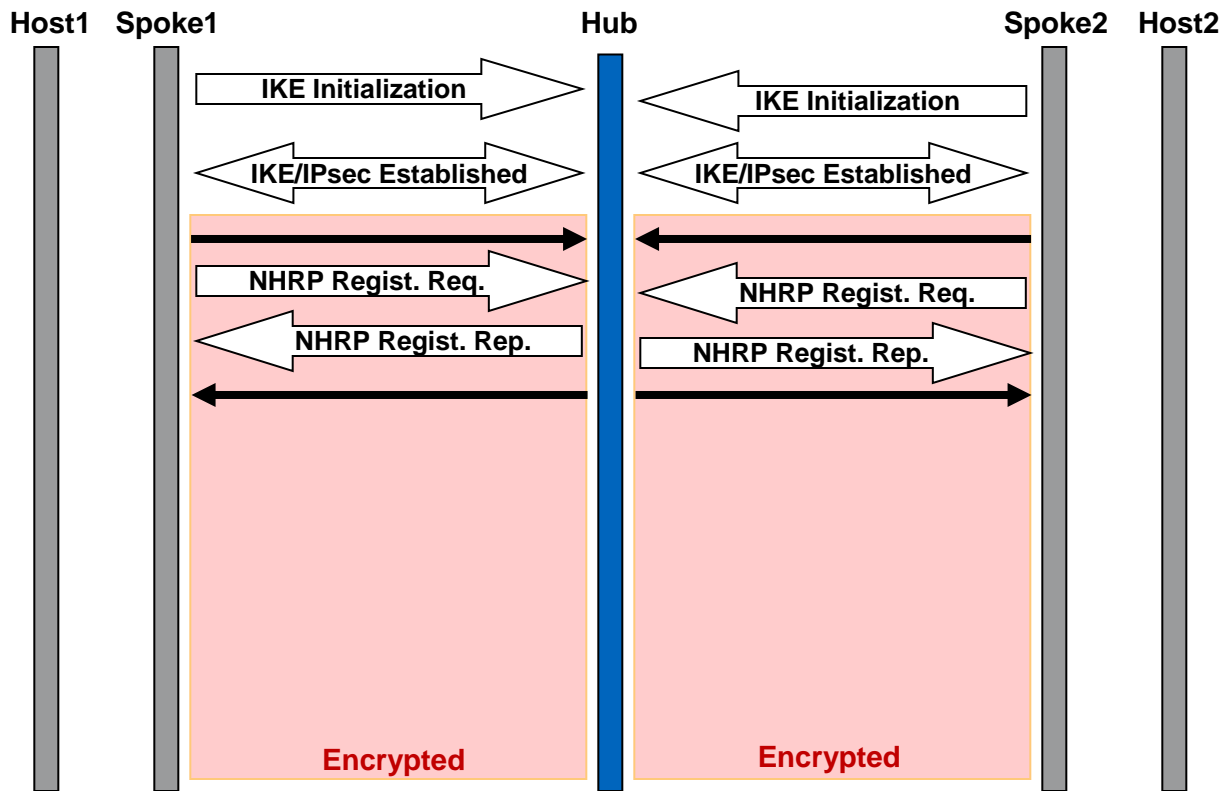 Host1
Spoke1
Hub
Spoke2
Host2
IKE Initialization
IKE Initialization
IKE/IPsec Established
IKE/IPsec Established
NHRP Regist. Req.
NHRP Regist. Req.
NHRP Regist. Rep.
NHRP Regist. Rep.
Encrypted
Encrypted